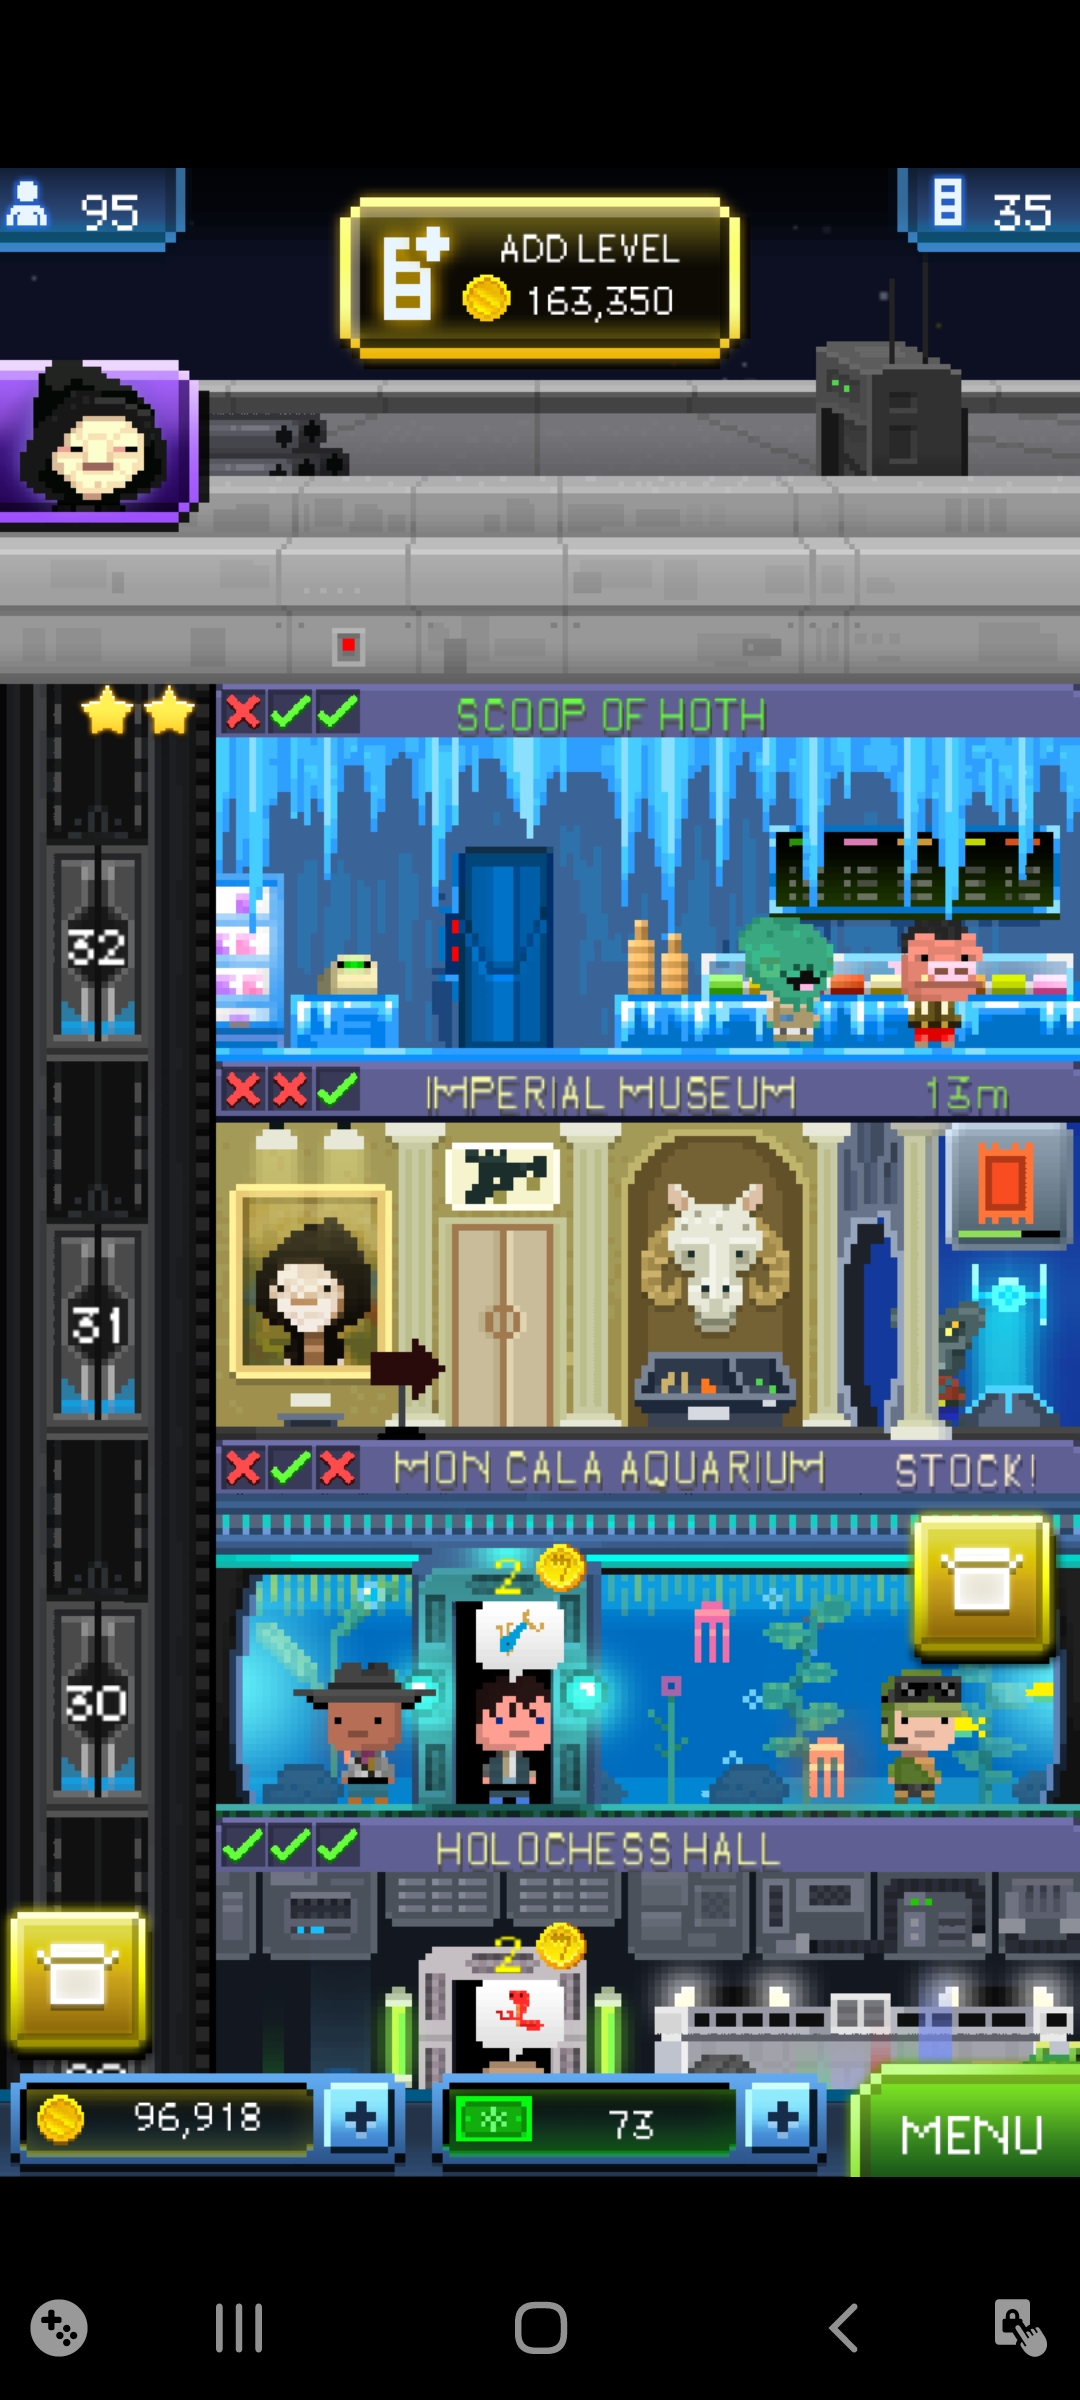 95
ADD LEVEL
163,350
35
SCOOP OF HOTH
32
IMPERIAL MUSEUM 13m
31
MON CALA AQUARIUM STOCK!
2
30
HOLOCHESS HALL
2
96,918
73
MENU